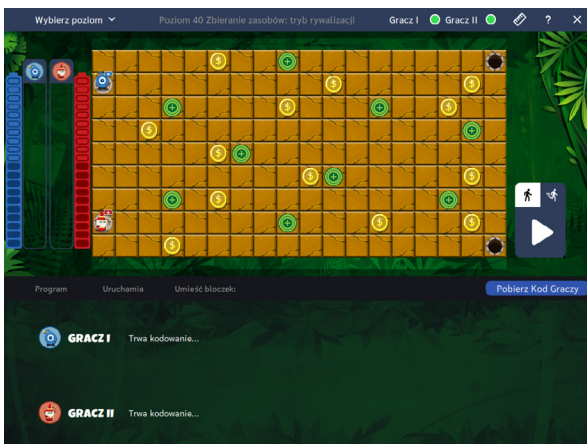 Wybierz poziom
Poziom 40 Zbieranie zasobów: tryb rywalizacji
Gracz I
Gracz II
?
Program
Uruchamia
Umieść bloczek:
Pobierz Kod Graczy
GRACZ I
Trwa kodowanie...
GRACZ II
Trwa kodowanie...